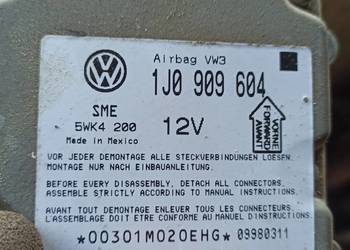 Airbag VW3
1J0 909 604
SME
5WK4 200
12V
Made in Mexico
VORNE
FORWARD
AVANT
VOR JEDER DEMONTAGE ALLE STECKVERBINDUNGEN LOESEN.
MONTAGE NUR NACH EINBAUANLEITUNG.
BEFORE EVERY DISASSEMBLY, DETACH ALL CONNECTORS.
ASSEMBLE STRICTLY ACCORDING TO MANUAL INSTRUCTIONS.
AVANT TOUT DEMONTAGE ENLEVER TOUS LES CONNECTEURS.
L'ASSEMBLAGE DOIT ETRE CONFORME AU MANUEL D'INSTRUCTIONS.
*00301M020EHG* 09980311